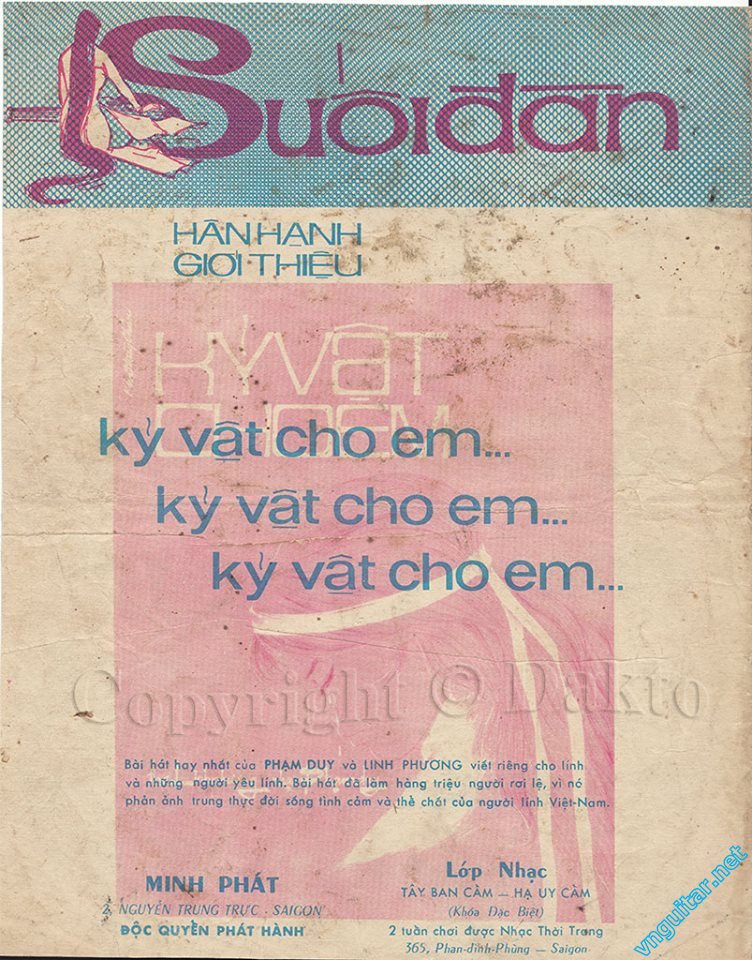 Suối đàn
HÂN HẠNH
GIỚI THIỆU
KỶ VẬT
CHO EM
kỷ vật cho em...
kỷ vật cho em...
kỷ vật cho em...
Copyright © Dakto
Bài hát hay nhất của PHẠM DUY và LINH PHƯƠNG viết riêng cho lính
và những người yêu lính. Bài hát đã làm hàng triệu người rơi lệ, vì nó
phản ảnh trung thực đời sống tình cảm và thể chất của người lính Việt-Nam.
MINH PHÁT
2, NGUYỄN TRUNG TRỰC - SAIGON
ĐỘC QUYỀN PHÁT HÀNH
Lớp Nhạc
TÂY BAN CẦM — HẠ UY CẦM
(Khóa Đặc Biệt)
2 tuần chơi được Nhạc Thời Trang
365, Phan-đình-Phùng — Saigon
vnguitar.net